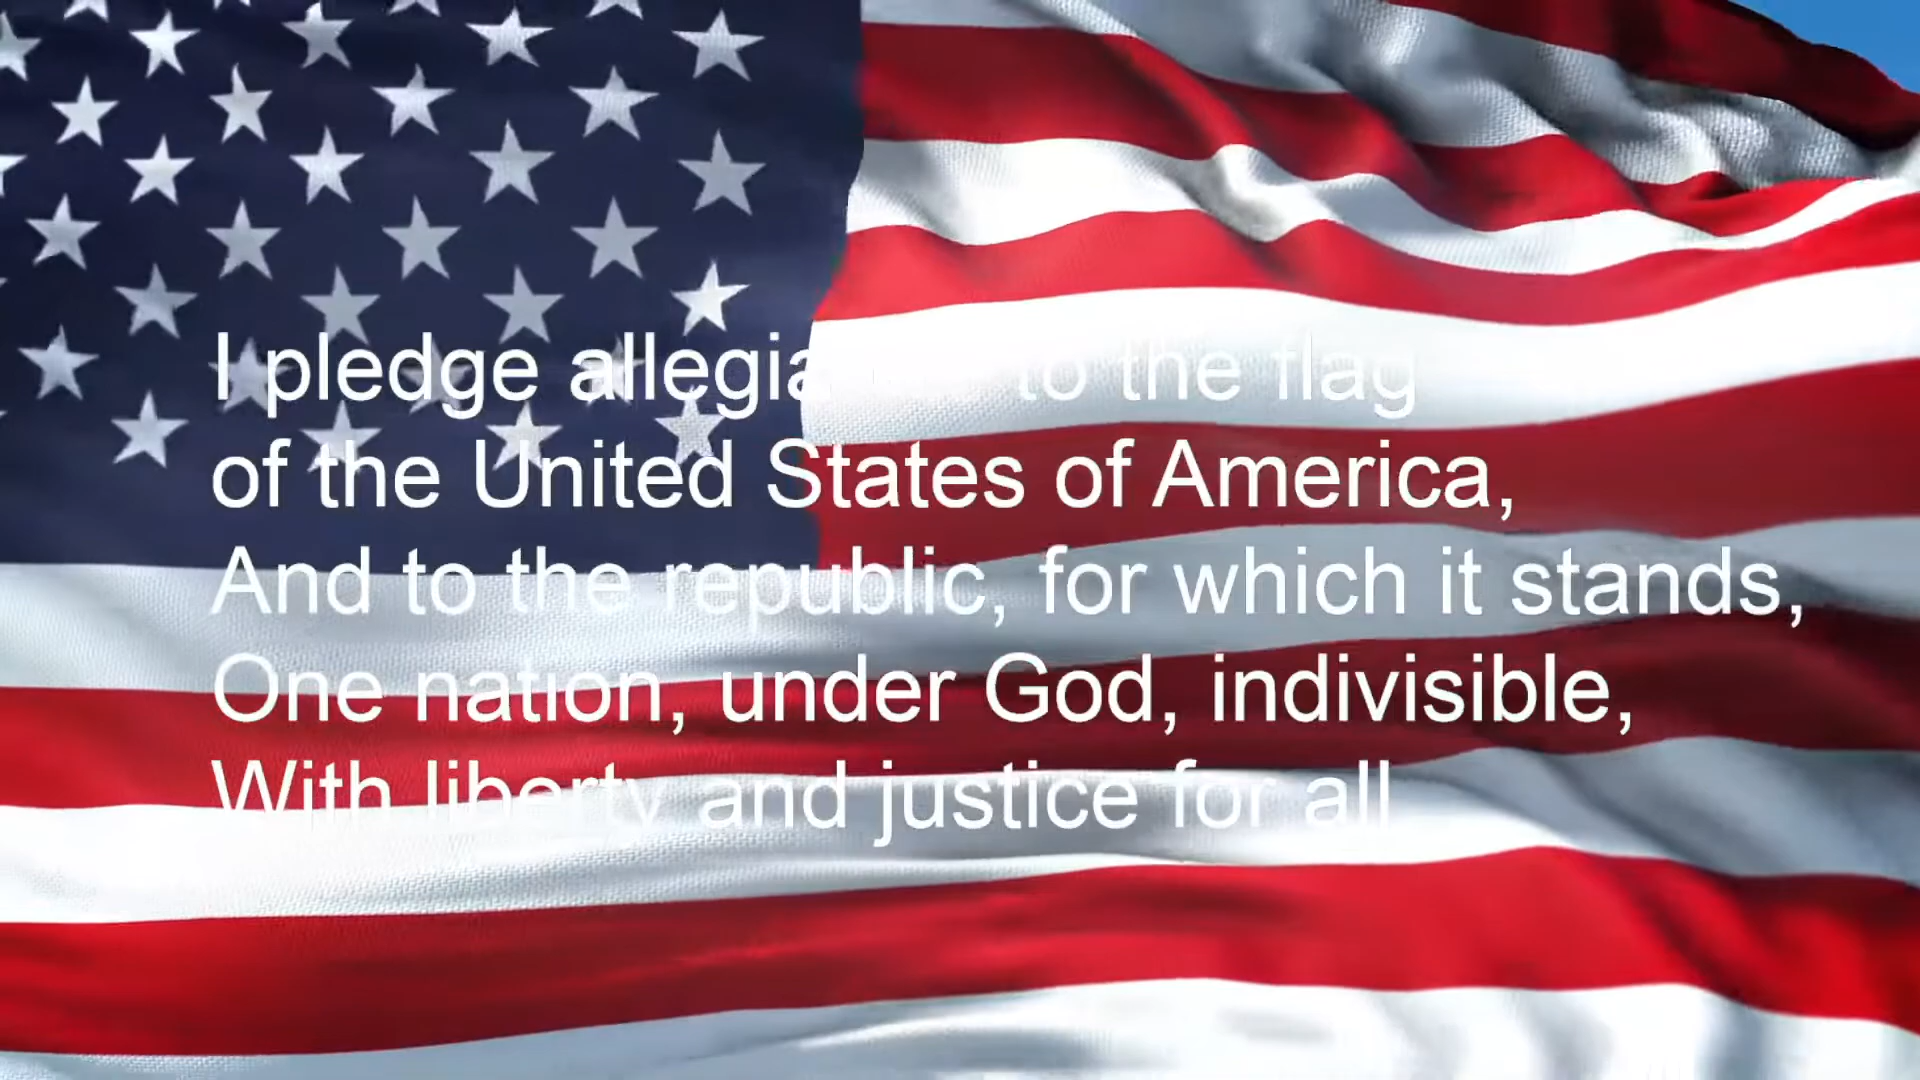 I pledge allegiance to the flag
of the United States of America,
And to the republic, for which it stands,
One nation, under God, indivisible,
With liberty and justice for all